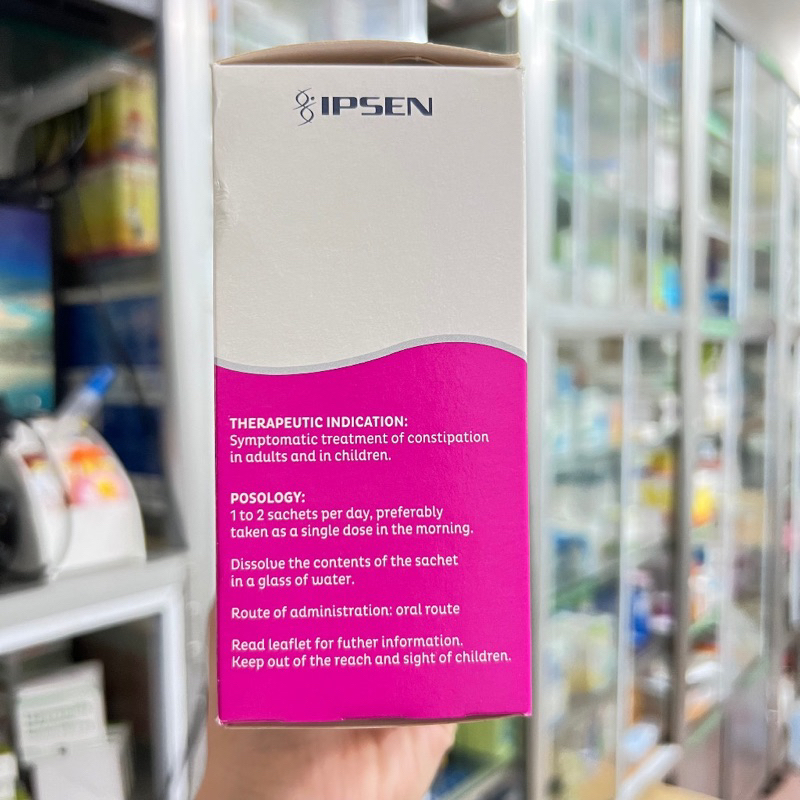 IPSEN
THERAPEUTIC INDICATION:
Symptomatic treatment of constipation
in adults and in children.
POSOLOGY:
1 to 2 sachets per day, preferably
taken as a single dose in the morning.
Dissolve the contents of the sachet
in a glass of water.
Route of administration: oral route
Read leaflet for futher information.
Keep out of the reach and sight of children.